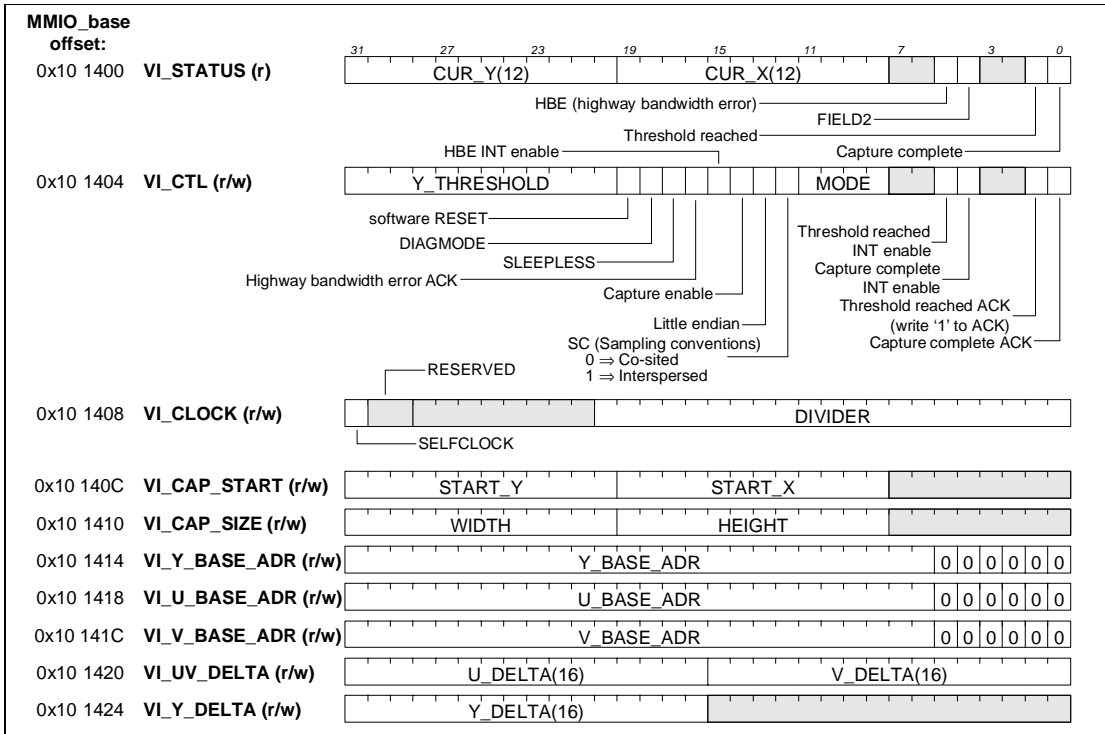 MMIO_base
offset:
31 27 23 19 15 11 7 3 0
0x10 1400 VI_STATUS (r) CUR_Y(12) CUR_X(12)
HBE (highway bandwidth error)
FIELD2
Threshold reached
HBE INT enable Capture complete
0x10 1404 VI_CTL (r/w) Y_THRESHOLD MODE
software RESET
DIAGMODE
SLEEPLESS
Highway bandwidth error ACK
Capture enable
Little endian
SC (Sampling conventions)
0 ⇒ Co-sited
1 ⇒ Interspersed
Threshold reached
INT enable
Capture complete
INT enable
Threshold reached ACK
(write ‘1’ to ACK)
Capture complete ACK
RESERVED
0x10 1408 VI_CLOCK (r/w) DIVIDER
SELFCLOCK
0x10 140C VI_CAP_START (r/w) START_Y START_X
0x10 1410 VI_CAP_SIZE (r/w) WIDTH HEIGHT
0x10 1414 VI_Y_BASE_ADR (r/w) Y_BASE_ADR 0 0 0 0 0 0
0x10 1418 VI_U_BASE_ADR (r/w) U_BASE_ADR 0 0 0 0 0 0
0x10 141C VI_V_BASE_ADR (r/w) V_BASE_ADR 0 0 0 0 0 0
0x10 1420 VI_UV_DELTA (r/w) U_DELTA(16) V_DELTA(16)
0x10 1424 VI_Y_DELTA (r/w) Y_DELTA(16)